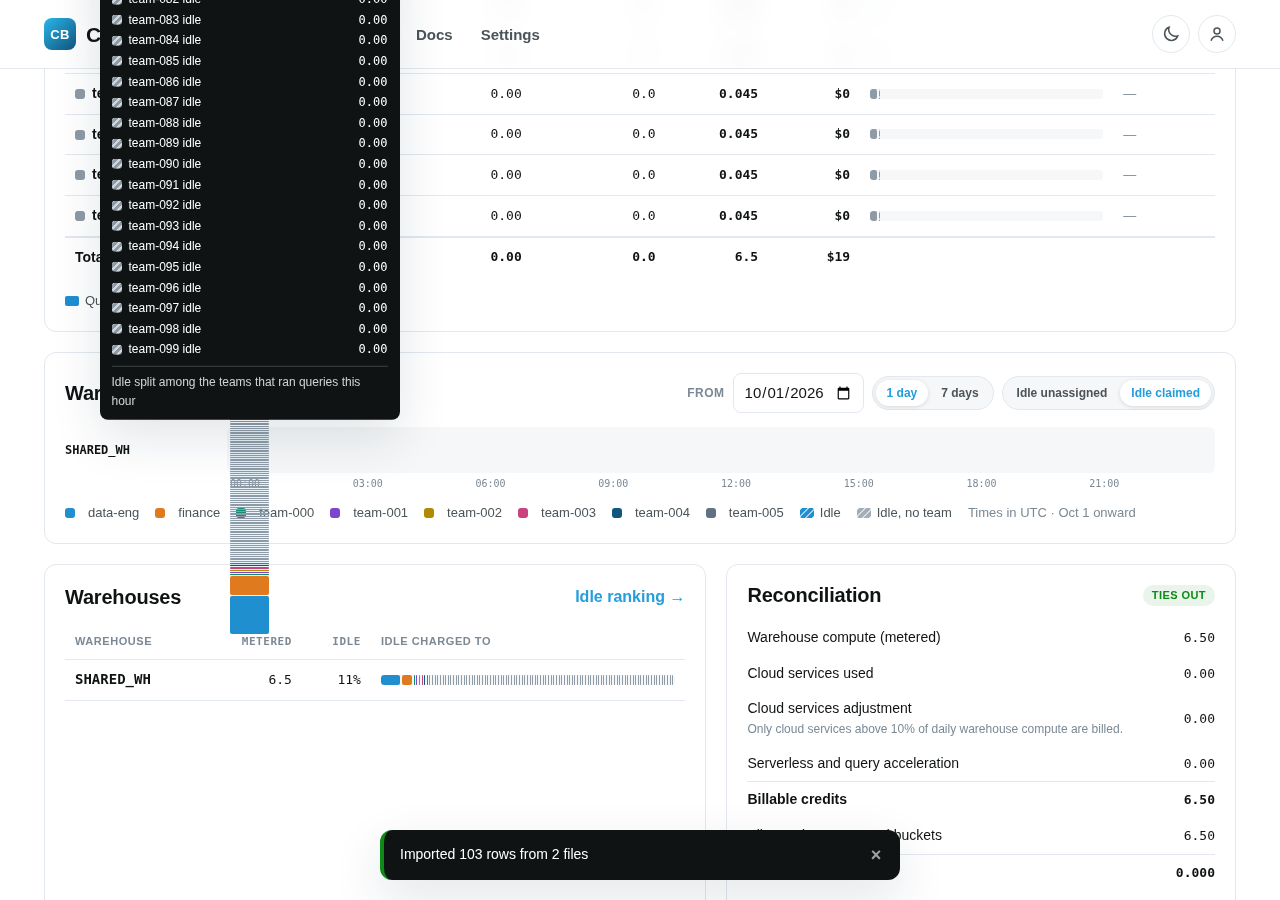 CB C Docs Settings
team-083 idle 0.00
team-084 idle 0.00
team-085 idle 0.00
team-086 idle 0.00
team-087 idle 0.00
team-088 idle 0.00
team-089 idle 0.00
team-090 idle 0.00
team-091 idle 0.00
team-092 idle 0.00
team-093 idle 0.00
team-094 idle 0.00
team-095 idle 0.00
team-096 idle 0.00
team-097 idle 0.00
team-098 idle 0.00
team-099 idle 0.00
Idle split among the teams that ran queries this
hour
te 0.00 0.0 0.045 $0 —
te 0.00 0.0 0.045 $0 —
te 0.00 0.0 0.045 $0 —
te 0.00 0.0 0.045 $0 —
Tota 0.00 0.0 6.5 $19
Qu
War FROM 10/01/2026 1 day 7 days Idle unassigned Idle claimed
SHARED_WH
00:00 03:00 06:00 09:00 12:00 15:00 18:00 21:00
data-eng finance team-000 team-001 team-002 team-003 team-004 team-005 Idle Idle, no team Times in UTC · Oct 1 onward
Warehouses Idle ranking →
WAREHOUSE METERED IDLE IDLE CHARGED TO
SHARED_WH 6.5 11%
Reconciliation TIES OUT
Warehouse compute (metered) 6.50
Cloud services used 0.00
Cloud services adjustment 0.00
Only cloud services above 10% of daily warehouse compute are billed.
Serverless and query acceleration 0.00
Billable credits 6.50
buckets 6.50
0.000
Imported 103 rows from 2 files ×